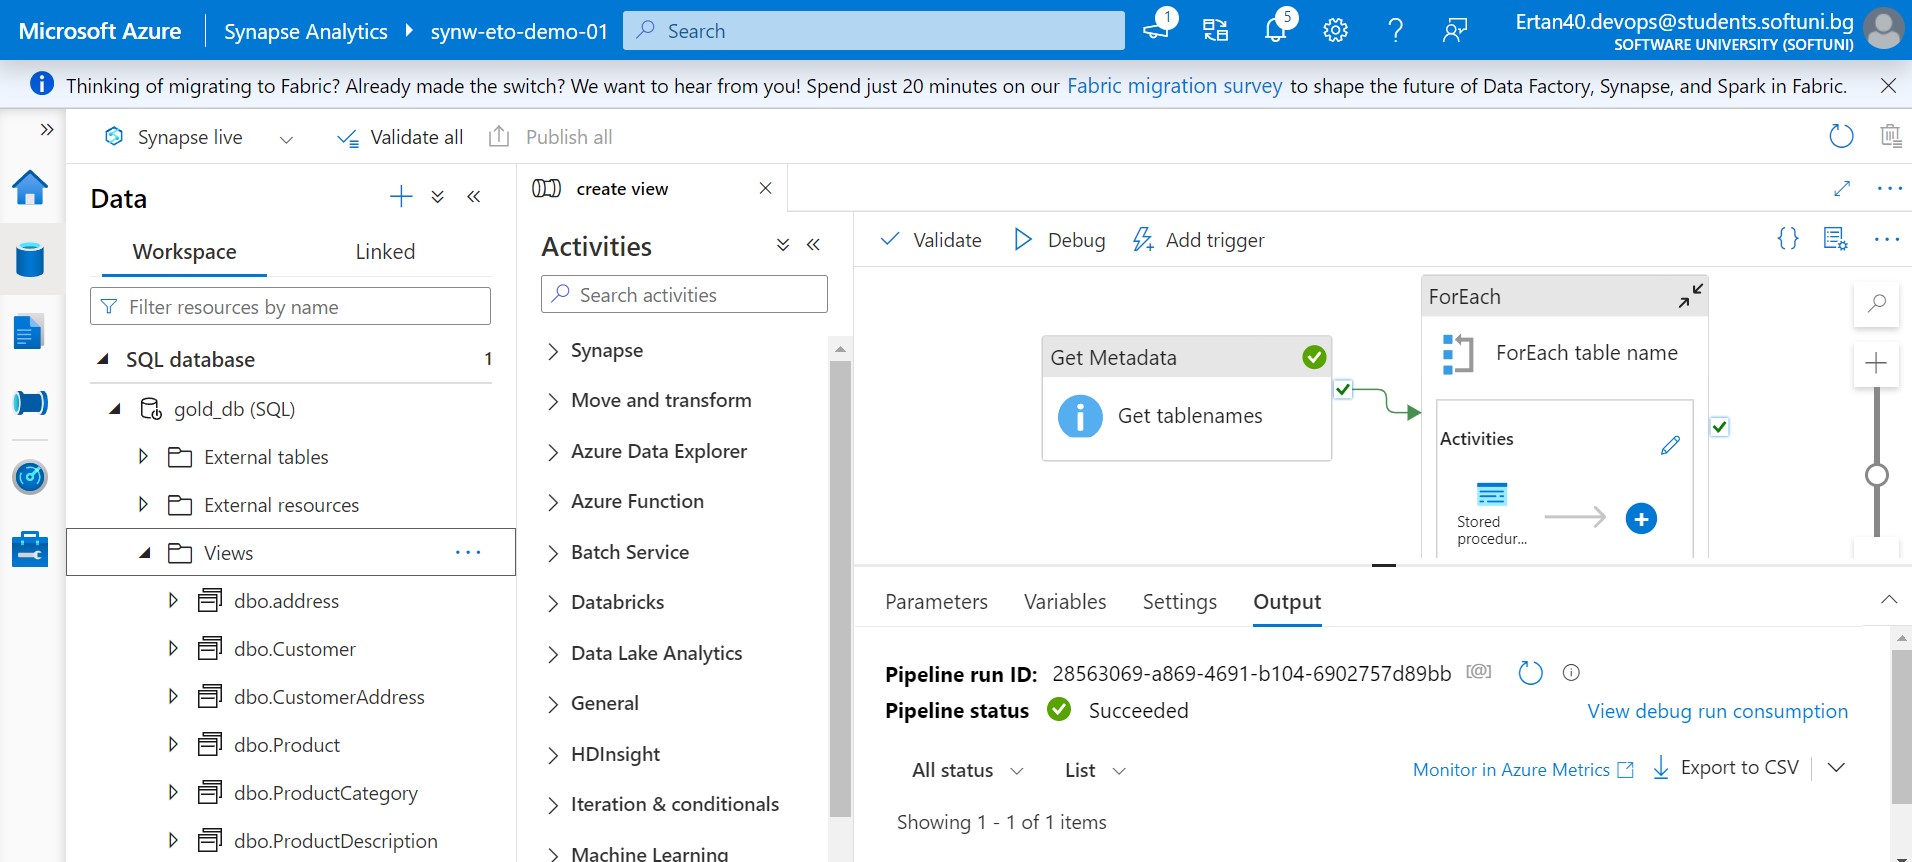 Microsoft Azure
Synapse Analytics
synw-eto-demo-01
Search
1
5
Ertan40.devops@students.softuni.bg
SOFTWARE UNIVERSITY (SOFTUNI)
Thinking of migrating to Fabric? Already made the switch? We want to hear from you! Spend just 20 minutes on our Fabric migration survey to shape the future of Data Factory, Synapse, and Spark in Fabric.
Synapse live
Validate all
Publish all
Data
Workspace
Linked
Filter resources by name
SQL database
1
gold_db (SQL)
External tables
External resources
Views
dbo.address
dbo.Customer
dbo.CustomerAddress
dbo.Product
dbo.ProductCategory
dbo.ProductDescription
create view
Activities
Search activities
Synapse
Move and transform
Azure Data Explorer
Azure Function
Batch Service
Databricks
Data Lake Analytics
General
HDInsight
Iteration & conditionals
Machine Learning
Validate
Debug
Add trigger
{}
Get Metadata
Get tablenames
ForEach
ForEach table name
Activities
Stored
procedur...
Parameters
Variables
Settings
Output
Pipeline run ID: 28563069-a869-4691-b104-6902757d89bb [@]
Pipeline status Succeeded
View debug run consumption
All status
List
Monitor in Azure Metrics
Export to CSV
Showing 1 - 1 of 1 items